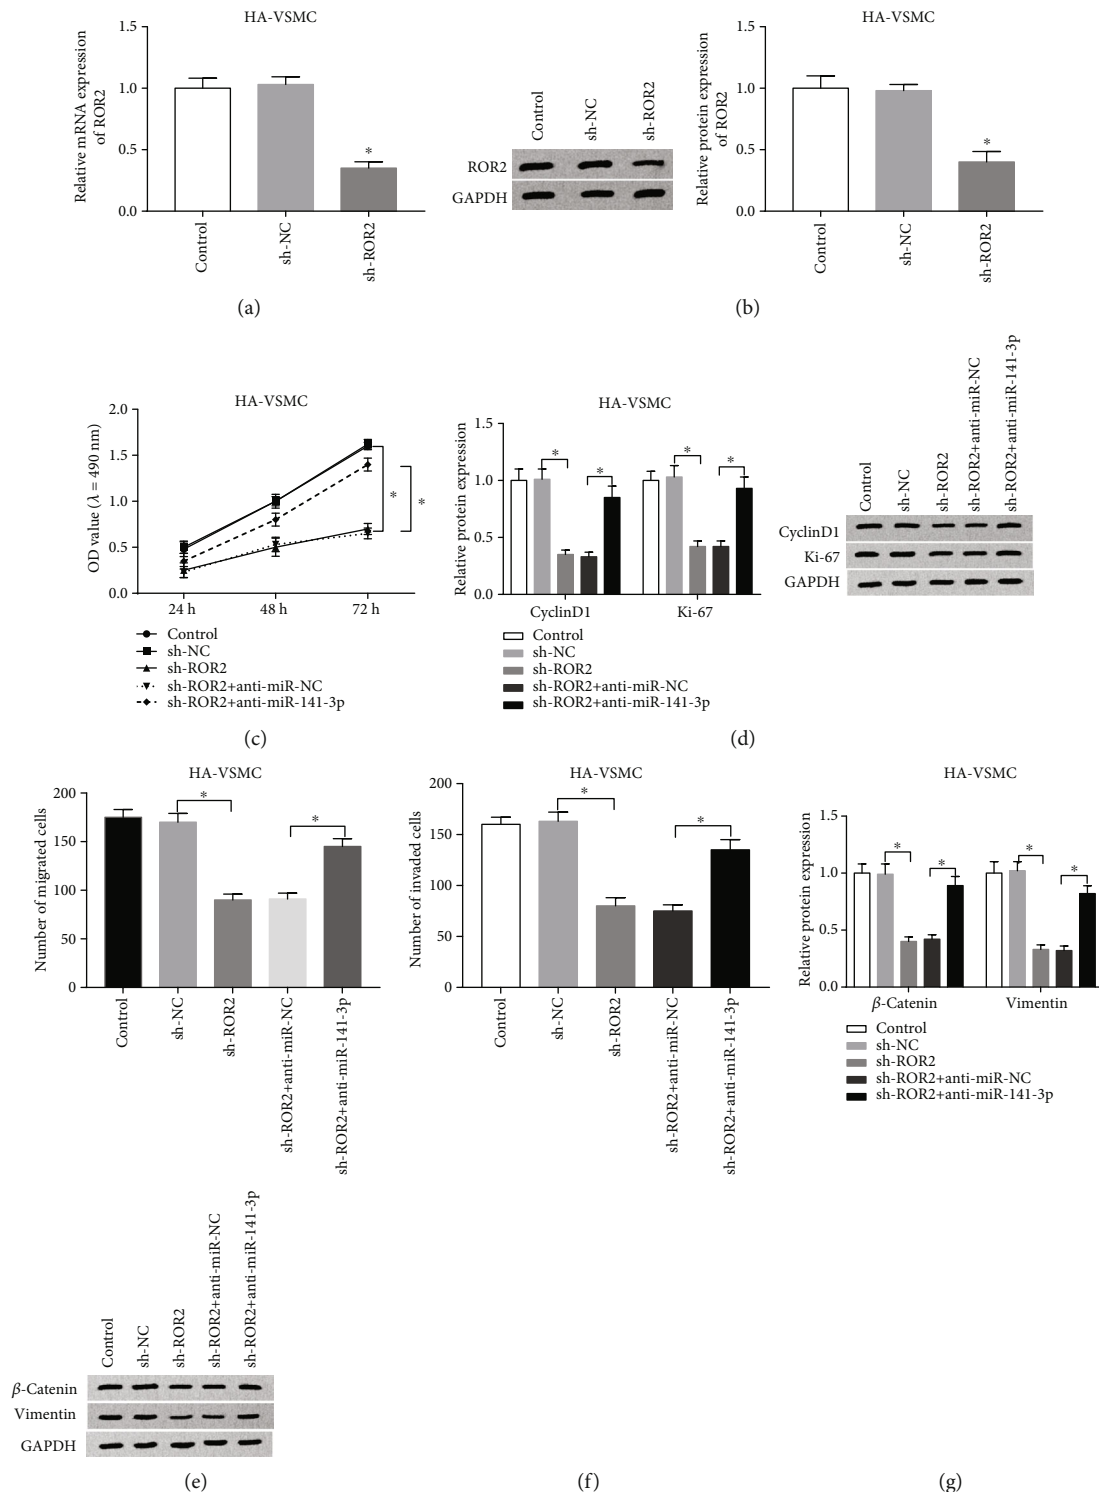 HA-VSMC
Relative mRNA expression
of ROR2
1.5
1.0
0.5
0.0
Control
sh-NC
sh-ROR2
*
(a)
Control
sh-NC
sh-ROR2
ROR2
GAPDH
HA-VSMC
Relative protein expression
of ROR2
1.5
1.0
0.5
0.0
*
Control
sh-NC
sh-ROR2
(b)
HA-VSMC
OD value (λ = 490 nm)
2.0
1.5
1.0
0.5
0.0
24 h 48 h 72 h
* *
Control
sh-NC
sh-ROR2
sh-ROR2+anti-miR-NC
sh-ROR2+anti-miR-141-3p
(c)
HA-VSMC
Relative protein expression
1.5
1.0
0.5
0.0
* * * *
CyclinD1 Ki-67
Control
sh-NC
sh-ROR2
sh-ROR2+anti-miR-NC
sh-ROR2+anti-miR-141-3p
Control
sh-NC
sh-ROR2
sh-ROR2+anti-miR-NC
sh-ROR2+anti-miR-141-3p
CyclinD1
Ki-67
GAPDH
(d)
HA-VSMC
Number of migrated cells
200
150
100
50
0
* *
Control
sh-NC
sh-ROR2
sh-ROR2+anti-miR-NC
sh-ROR2+anti-miR-141-3p
HA-VSMC
Number of invaded cells
200
150
100
50
0
* *
Control
sh-NC
sh-ROR2
sh-ROR2+anti-miR-NC
sh-ROR2+anti-miR-141-3p
HA-VSMC
Relative protein expression
1.5
1.0
0.5
0.0
* * * *
β-Catenin Vimentin
Control
sh-NC
sh-ROR2
sh-ROR2+anti-miR-NC
sh-ROR2+anti-miR-141-3p
Control
sh-NC
sh-ROR2
sh-ROR2+anti-miR-NC
sh-ROR2+anti-miR-141-3p
β-Catenin
Vimentin
GAPDH
(e)
(f)
(g)